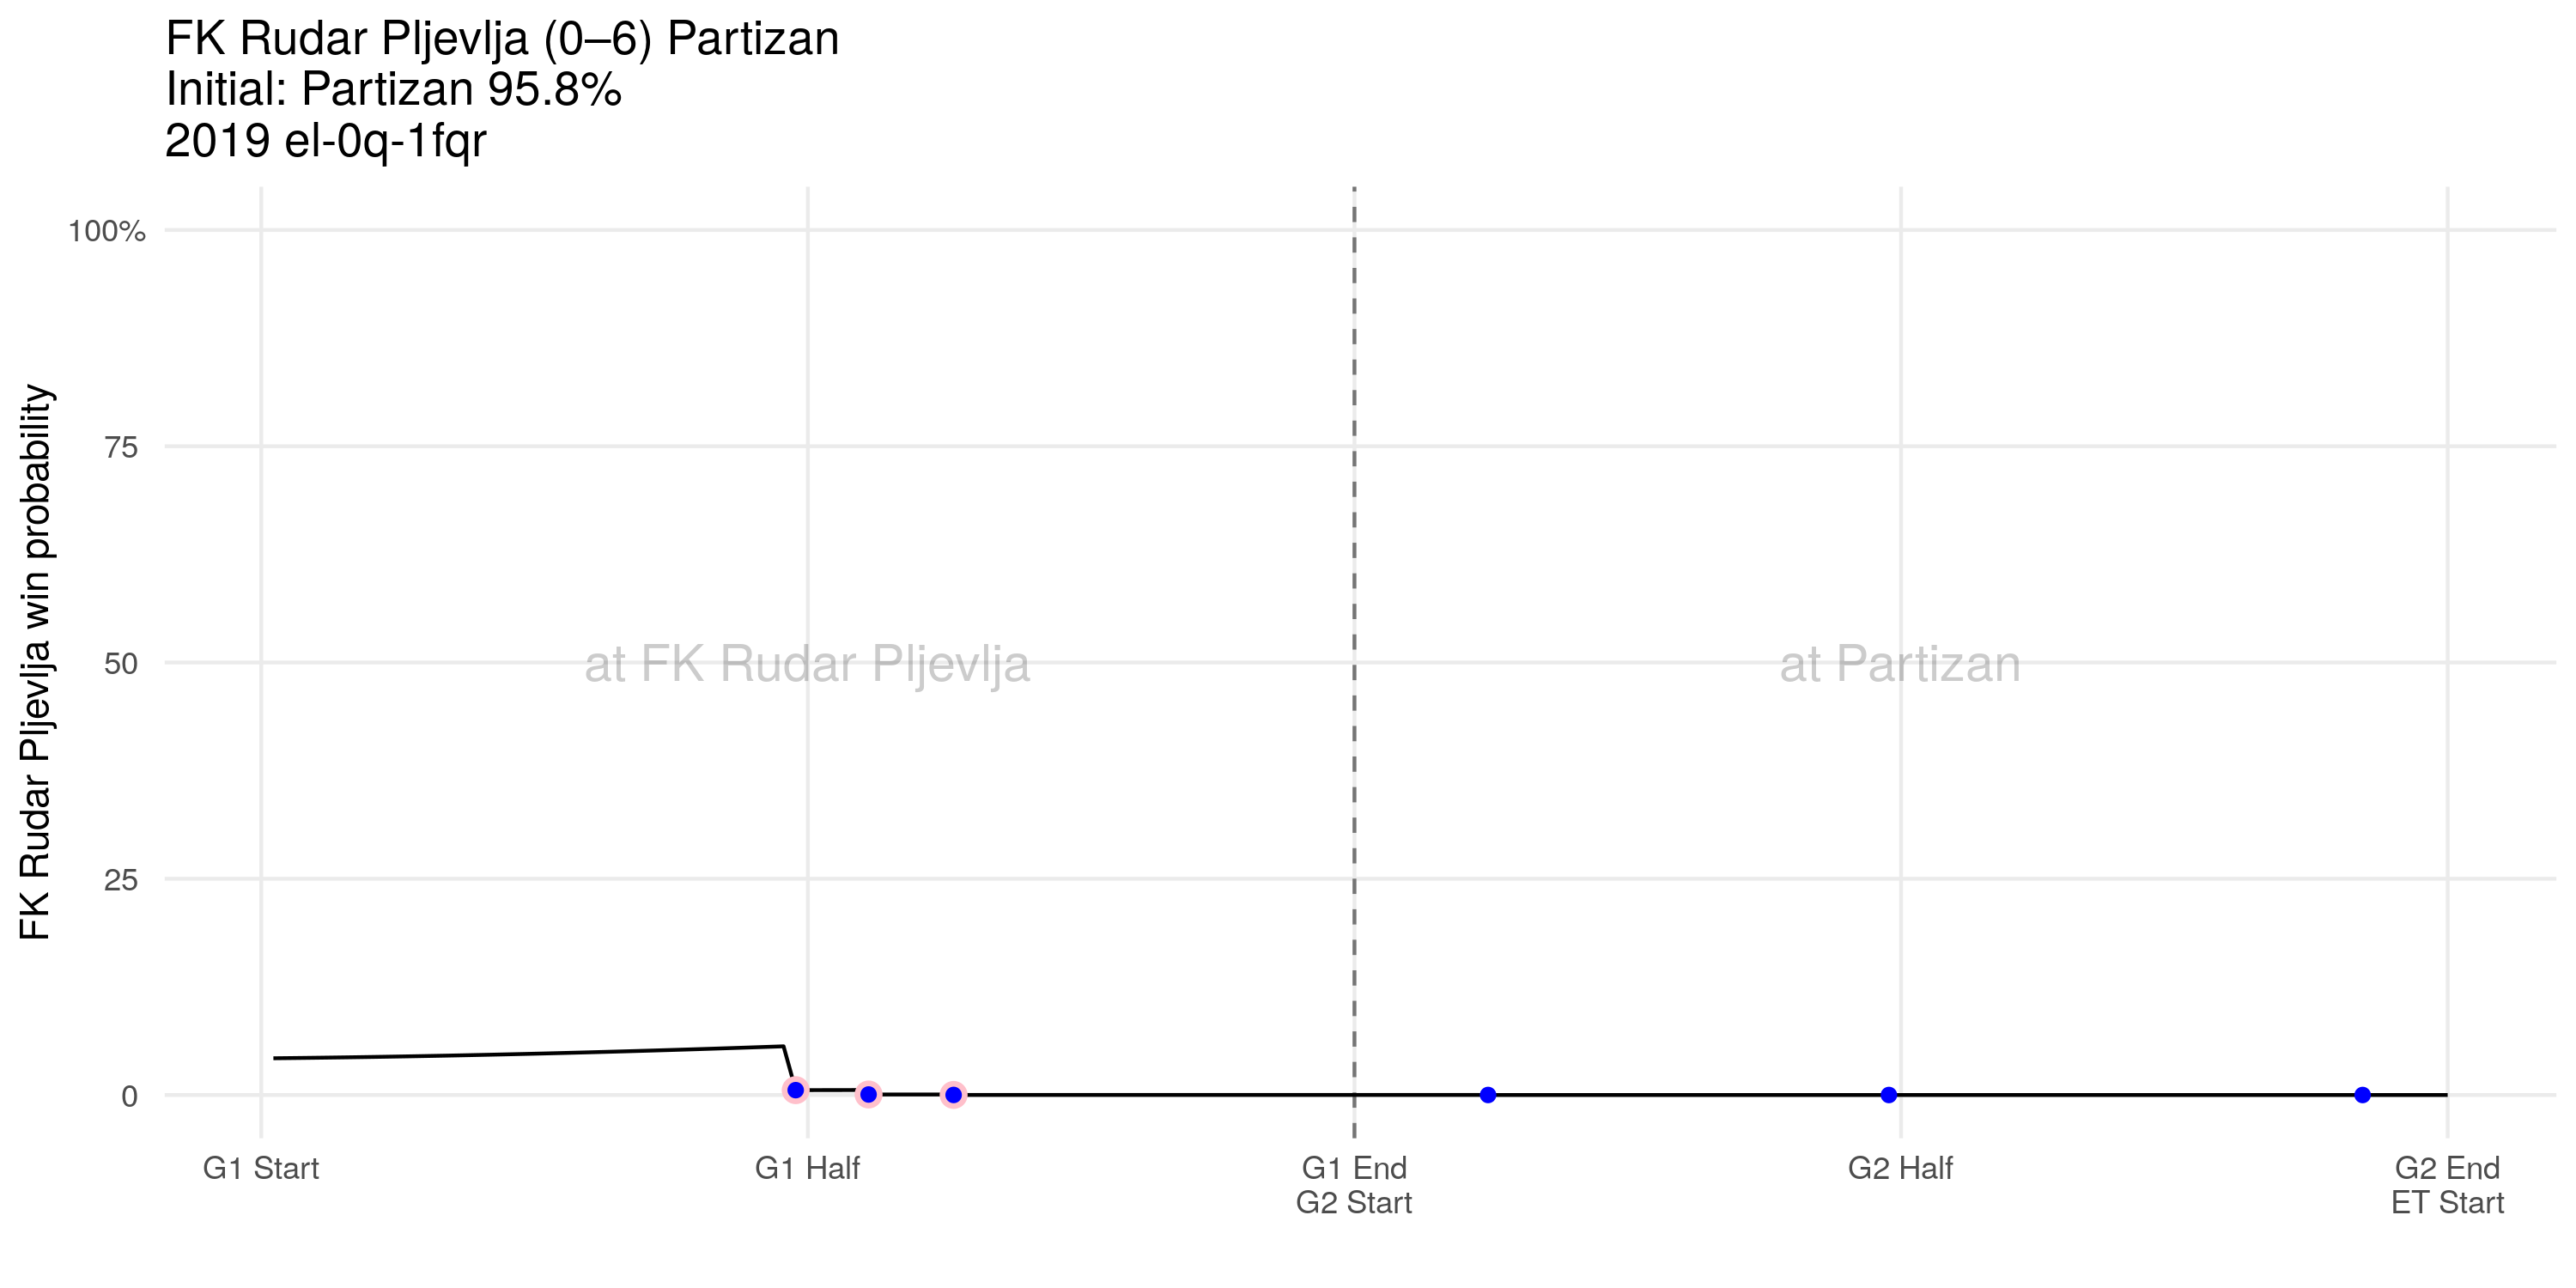 FK Rudar Pljevlja (0–6) Partizan
Initial: Partizan 95.8%
2019 el-0q-1fqr
FK Rudar Pljevlja win probability
100%
75
50
25
0
at FK Rudar Pljevlja
at Partizan
G1 Start
G1 Half
G1 End
G2 Start
G2 Half
G2 End
ET Start